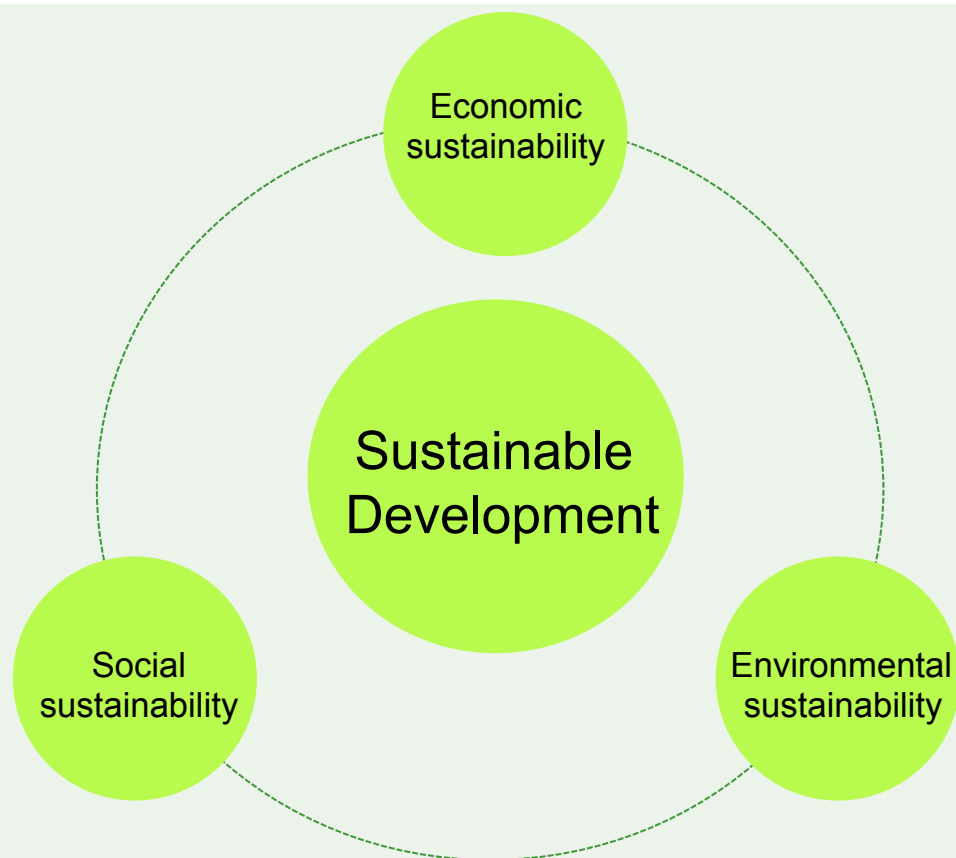 Economic
sustainability
Sustainable
Development
Social
sustainability
Environmental
sustainability